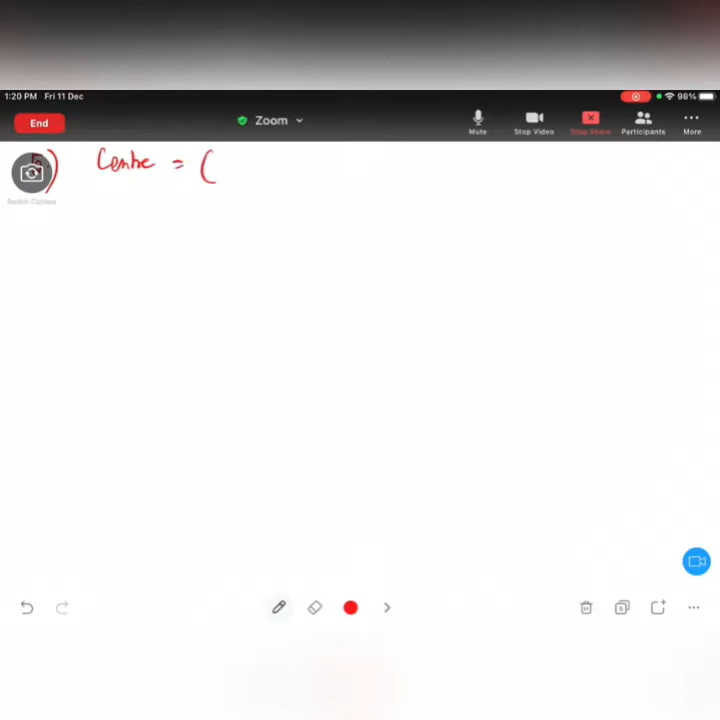 1:20 PM Fri 11 Dec 98%
End Zoom Mute Stop Video Stop Share Participants More
5) Centre = (
Switch Camera